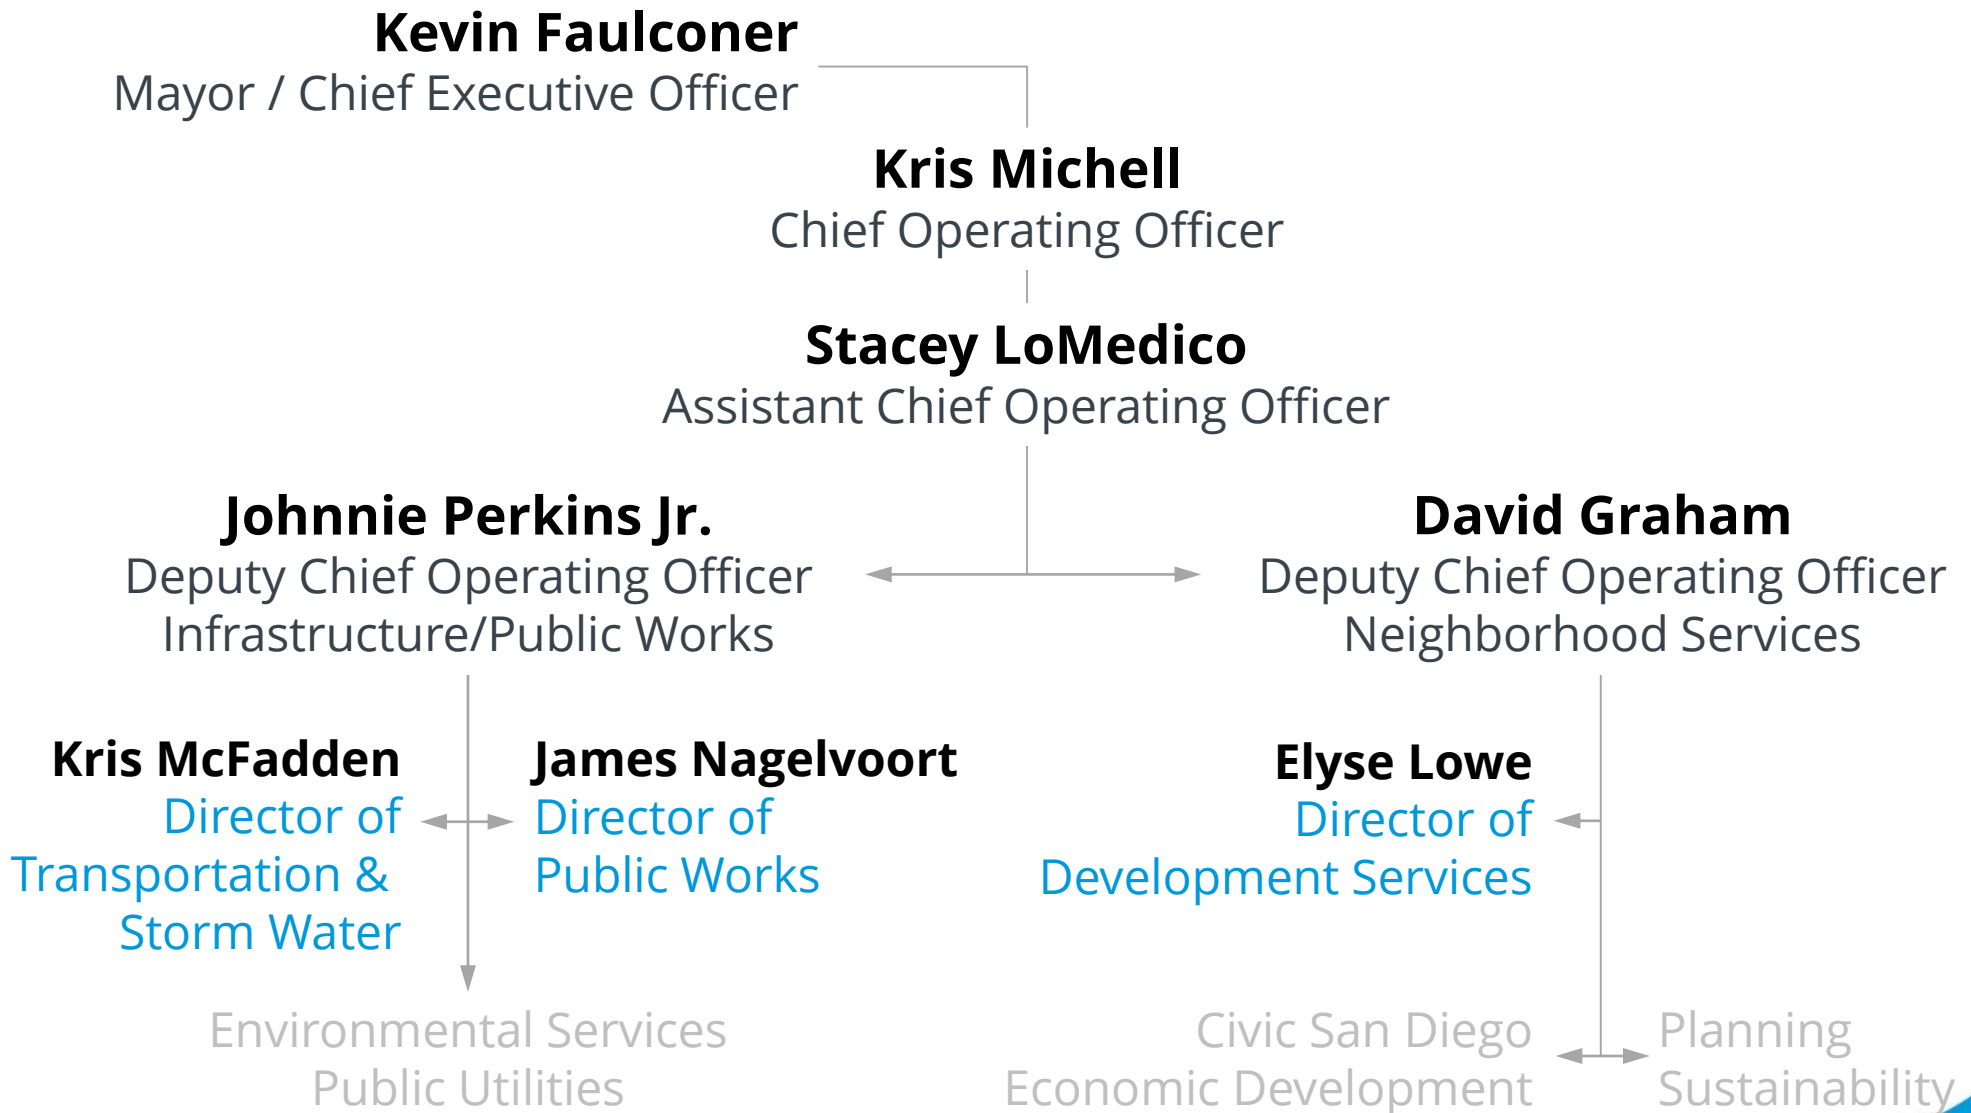 Kevin Faulconer
Mayor / Chief Executive Officer
Kris Michell
Chief Operating Officer
Stacey LoMedico
Assistant Chief Operating Officer
Johnnie Perkins Jr.
Deputy Chief Operating Officer
Infrastructure/Public Works
David Graham
Deputy Chief Operating Officer
Neighborhood Services
Kris McFadden
Director of
Transportation &
Storm Water
James Nagelvoort
Director of
Public Works
Elyse Lowe
Director of
Development Services
Environmental Services
Public Utilities
Civic San Diego
Economic Development
Planning
Sustainability